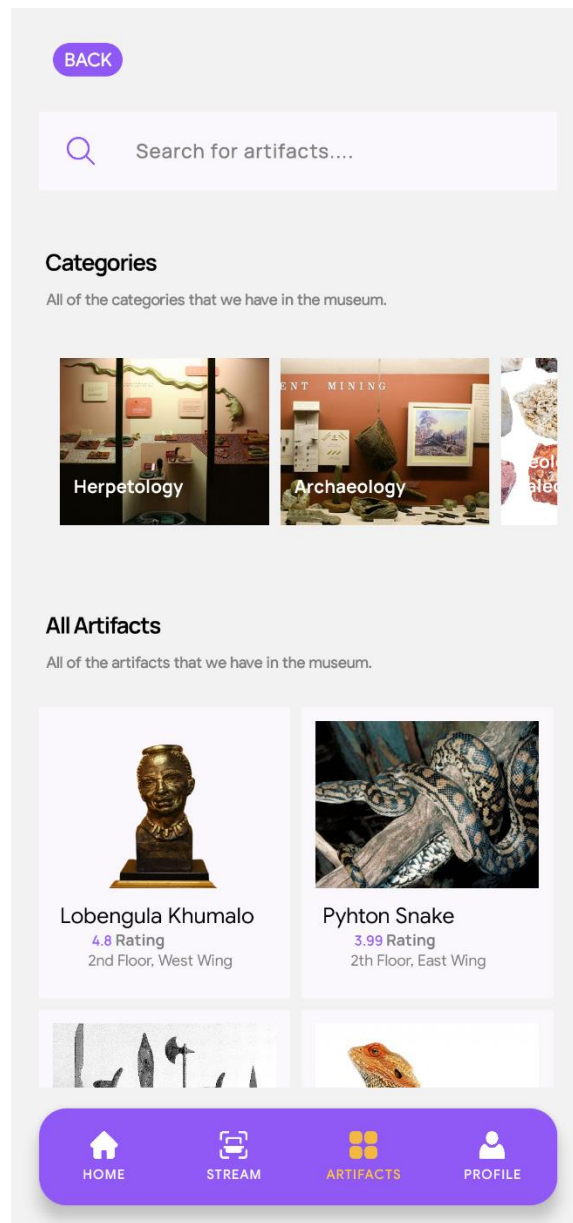 BACK
Search for artifacts....
Categories
All of the categories that we have in the museum.
ENT MINING
Herpetology
Archaeology
All Artifacts
All of the artifacts that we have in the museum.
Lobengula Khumalo
4.8 Rating
2nd Floor, West Wing
Pyhton Snake
3.99 Rating
2th Floor, East Wing
HOME
STREAM
ARTIFACTS
PROFILE